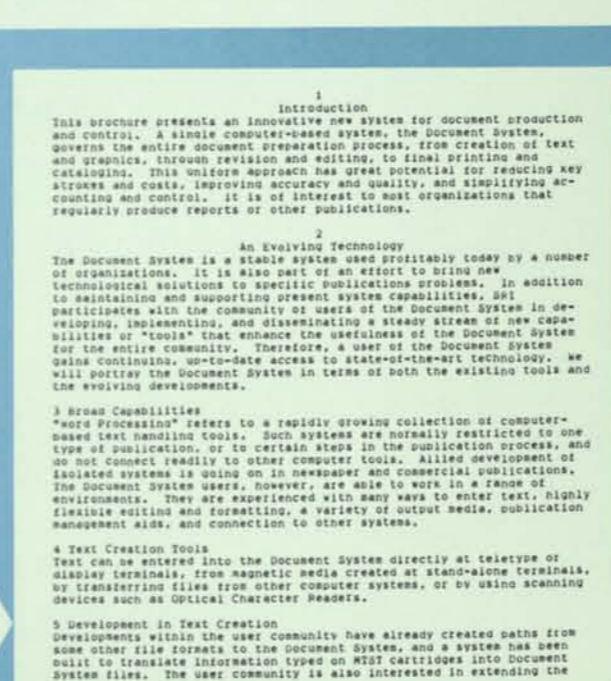 1
Introduction
This brochure presents an innovative new system for document production
and control. A single computer-based system, the Document System,
governs the entire document preparation process, from creation of text
and graphics, through revision and editing, to final printing and
cataloging. This uniform approach has great potential for reducing key
strokes and costs, improving accuracy and quality, and simplifying ac-
counting and control. it is of interest to most organizations that
regularly produce reports or other publications.
2
An Evolving Technology
The Document System is a stable system used profitably today by a number
of organizations. It is also part of an effort to bring new
technological solutions to specific publications problems. In addition
to maintaining and supporting present system capabilities, SRI
participates with the community of users of the Document System in de-
veloping, implementing, and disseminating a steady stream of new capa-
bilities or "tools" that enhance the usefulness of the Document System
for the entire community. Therefore, a user of the Document System
gains continuing, up-to-date access to state-of-the-art technology. We
will portray the Document System in terms of both the existing tools and
the evolving developments.
3 Broad Capabilities
"Word Processing" refers to a rapidly growing collection of computer-
based text handling tools. Such systems are normally restricted to one
type of publication, or to certain steps in the publication process, and
do not connect readily to other computer tools. Allied development of
isolated systems is going on in newspaper and commercial publications.
The Document System users, however, are able to work in a range of
environments. They are experienced with many ways to enter text, highly
flexible editing and formatting, a variety of output media, publication
management aids, and connection to other systems.
4 Text Creation Tools
Text can be entered into the Document System directly at teletype or
display terminals, from magnetic media created at stand-alone terminals,
by transferring files from other computer systems, or by using scanning
devices such as Optical Character Readers.
5 Development in Text Creation
Developments within the user community have already created paths from
some other file formats to the Document System, and a system has been
built to translate information typed on MTST cartridges into Document
System files. The user community is also interested in extending the